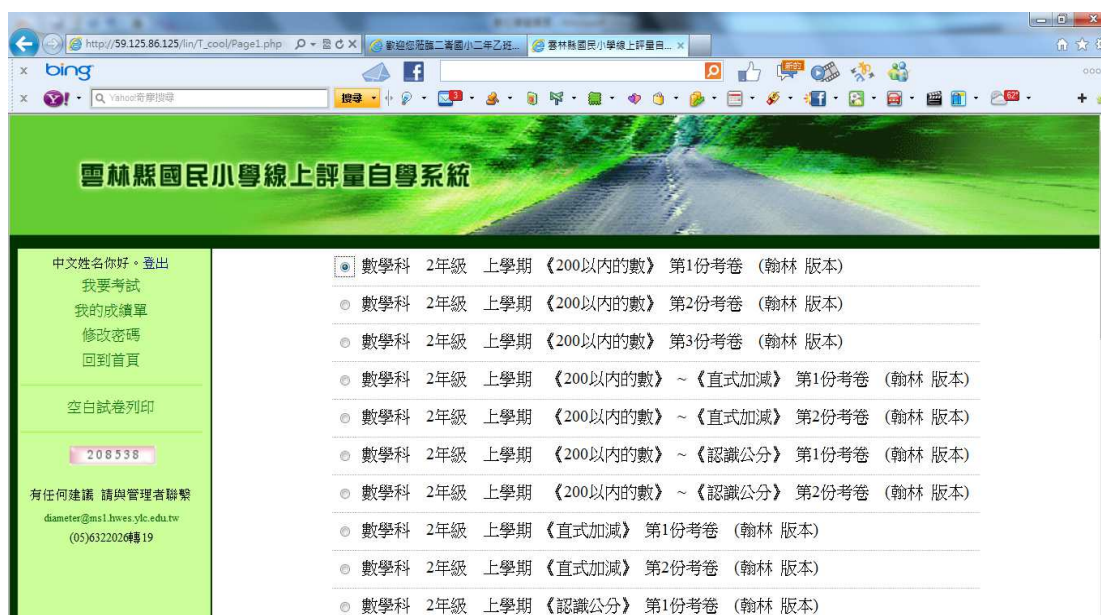 http://59.125.86.125/lin/T_cool/Page1.php
歡迎您蒞臨二崙國小二年乙班...
雲林縣國民小學線上評量自...
bing
新的
Yahoo!奇摩搜尋
搜尋
3
62°
雲林縣國民小學線上評量自學系統
中文姓名你好。登出
我要考試
我的成績單
修改密碼
回到首頁
空白試卷列印
208538
有任何建議 請與管理者聯繫
diameter@ms1.hwes.ylc.edu.tw
(05)6322026轉19
數學科 2年級 上學期 《200以内的數》 第1份考卷 (翰林 版本)
數學科 2年級 上學期 《200以内的數》 第2份考卷 (翰林 版本)
數學科 2年級 上學期 《200以内的數》 第3份考卷 (翰林 版本)
數學科 2年級 上學期 《200以内的數》 ~《直式加減》 第1份考卷 (翰林 版本)
數學科 2年級 上學期 《200以内的數》 ~《直式加減》 第2份考卷 (翰林 版本)
數學科 2年級 上學期 《200以内的數》 ~《認識公分》 第1份考卷 (翰林 版本)
數學科 2年級 上學期 《200以内的數》 ~《認識公分》 第2份考卷 (翰林 版本)
數學科 2年級 上學期 《直式加減》 第1份考卷 (翰林 版本)
數學科 2年級 上學期 《直式加減》 第2份考卷 (翰林 版本)
數學科 2年級 上學期 《認識公分》 第1份考卷 (翰林 版本)